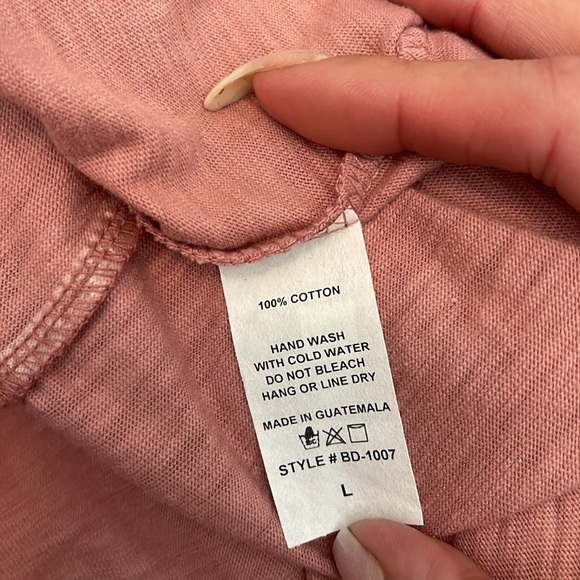 100% COTTON
HAND WASH
WITH COLD WATER
DO NOT BLEACH
HANG OR LINE DRY
MADE IN GUATEMALA
STYLE # BD-1007
L